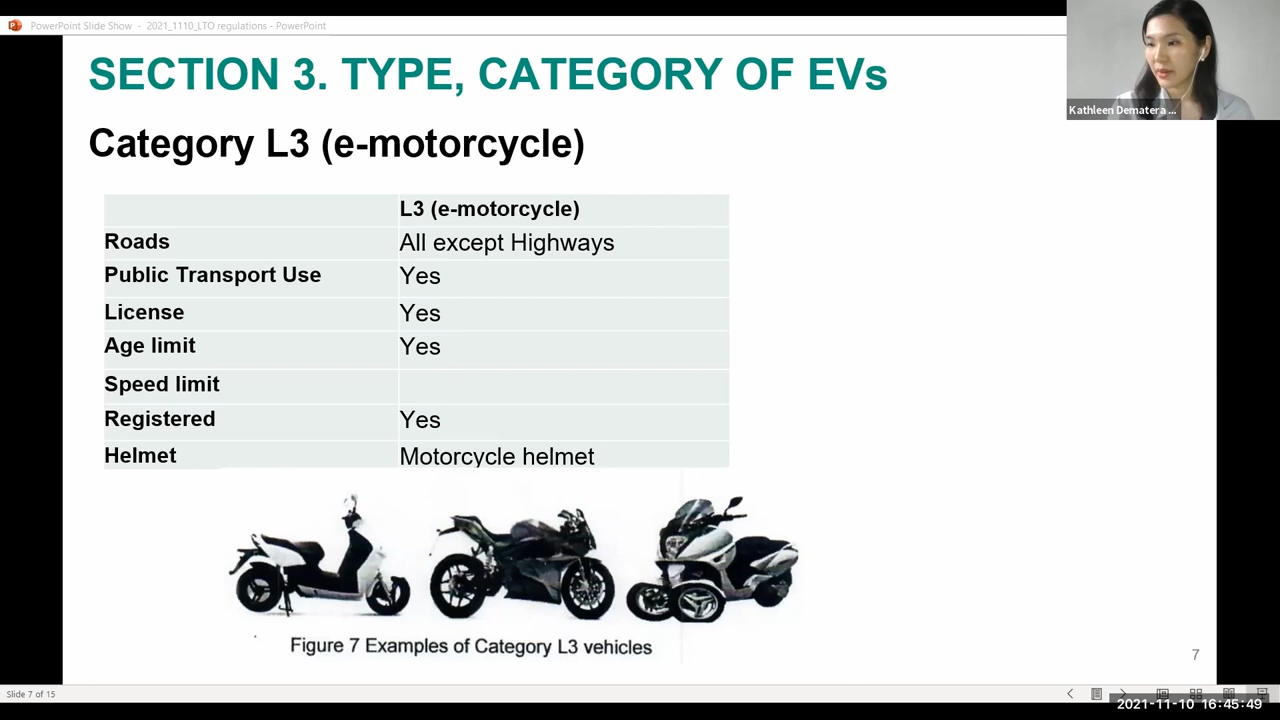 PowerPoint Slide Show - 2021_1110_LTO regulations - PowerPoint
Kathleen Dematera ...
SECTION 3. TYPE, CATEGORY OF EVs
Category L3 (e-motorcycle)
L3 (e-motorcycle)
Roads All except Highways
Public Transport Use Yes
License Yes
Age limit Yes
Speed limit
Registered Yes
Helmet Motorcycle helmet
Figure 7 Examples of Category L3 vehicles
7
Slide 7 of 15
2021-11-10 16:45:49